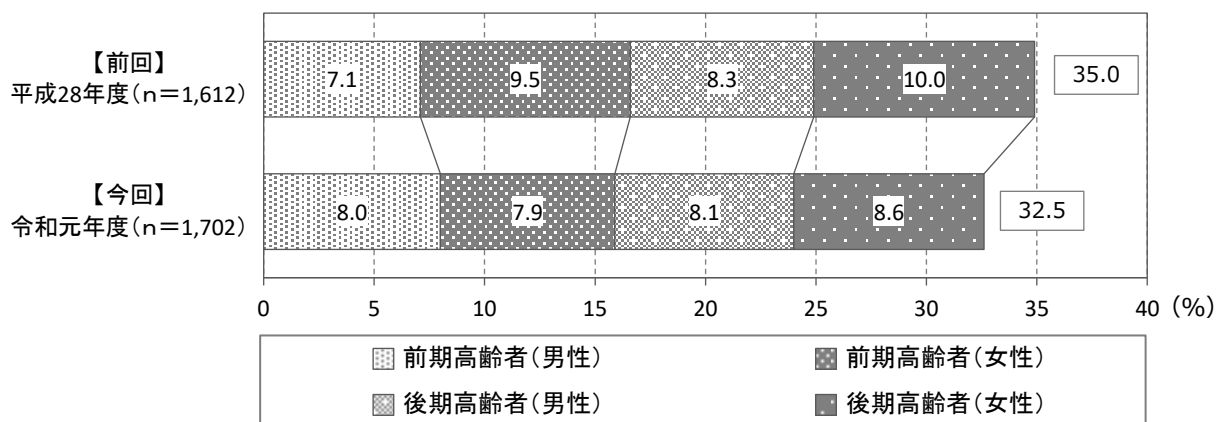 【前回】
平成28年度(n=1,612)
7.1
9.5
8.3
10.0
35.0
【今回】
令和元年度(n=1,702)
8.0
7.9
8.1
8.6
32.5
0 5 10 15 20 25 30 35 40 (%)
前期高齢者(男性) 前期高齢者(女性)
後期高齢者(男性) 後期高齢者(女性)